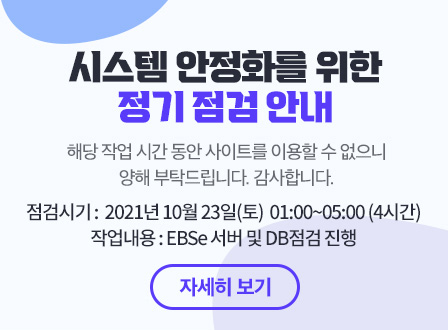 시스템 안정화를 위한
정기 점검 안내
해당 작업 시간 동안 사이트를 이용할 수 없으니
양해 부탁드립니다. 감사합니다.
점검시기 : 2021년 10월 23일(토) 01:00~05:00 (4시간)
작업내용 : EBSe 서버 및 DB점검 진행
자세히 보기